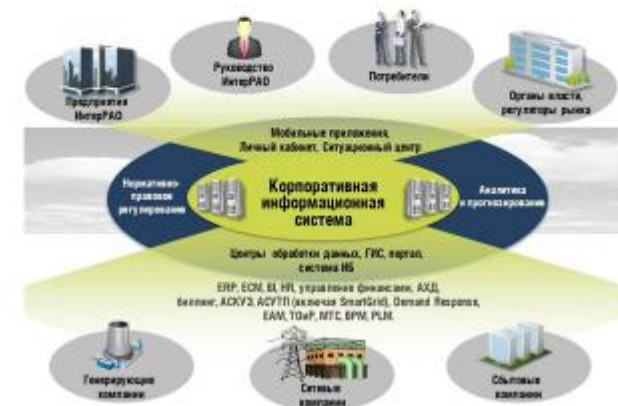 Предприятия
ИнтерРАО
Руководство
ИнтерРАО
Потребители
Органы власти,
регуляторы рынка
Мобильные приложения,
Личный кабинет, Ситуационный центр
Нормативно-
правовое
регулирование
Корпоративная
информационная
система
Аналитика
и прогнозирование
Центры обработки данных, ГИС, портал,
система ИБ
ERP, ECM, BI, HR, управление финансами, АХД,
биллинг, АСКУЭ, АСУТП (включая SmartGrid), Demand Response,
EAM, ТОиР, МТС, BPM, PLM.
Генерирующие
компании
Сетевые
компании
Сбытовые
компании